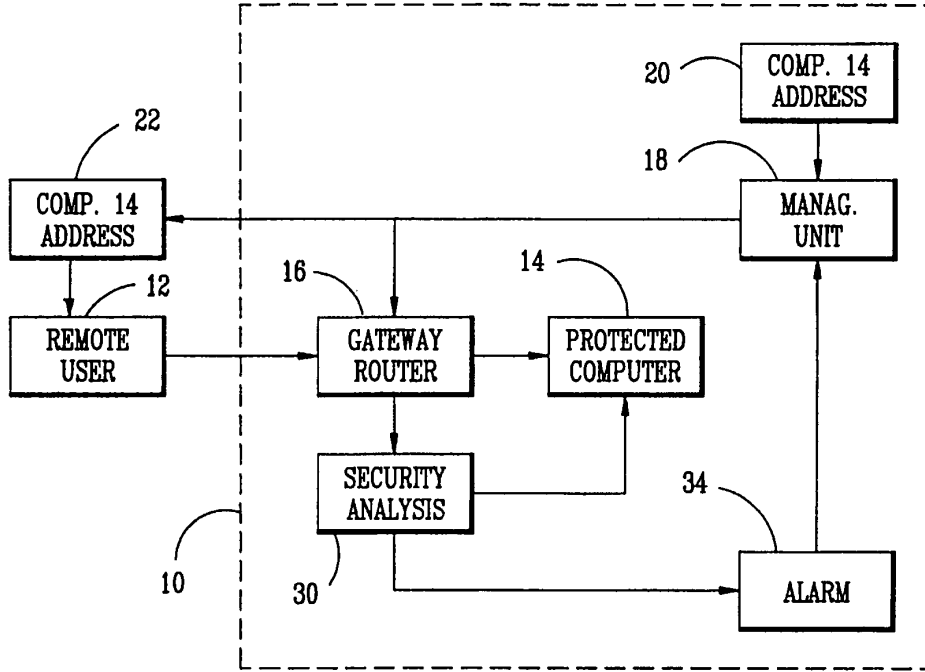 20
COMP. 14
ADDRESS
22
18
COMP. 14
ADDRESS
MANAG.
UNIT
12
16
14
REMOTE
USER
GATEWAY
ROUTER
PROTECTED
COMPUTER
SECURITY
ANALYSIS
34
10
30
ALARM